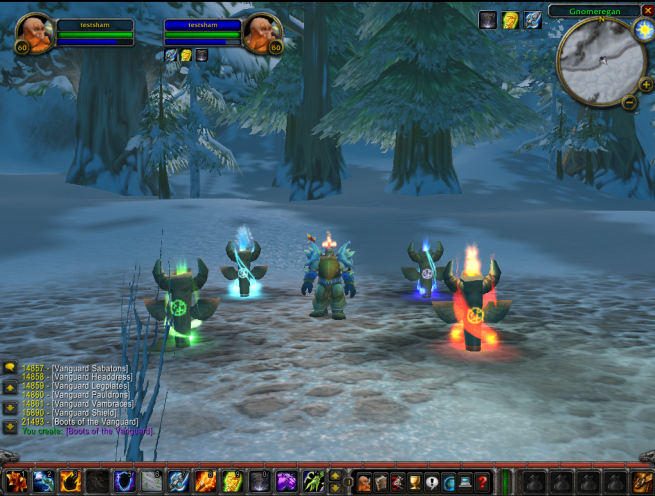 testsham
60
testsham
60
Gnomeregan
N
14857 - [Vanguard Sabatons]
14858 - [Vanguard Headdress]
14859 - [Vanguard Legplates]
14860 - [Vanguard Pauldrons]
14861 - [Vanguard Vambraces]
15890 - [Vanguard Shield]
21493 - [Boots of the Vanguard]
You create: [Boots of the Vanguard].